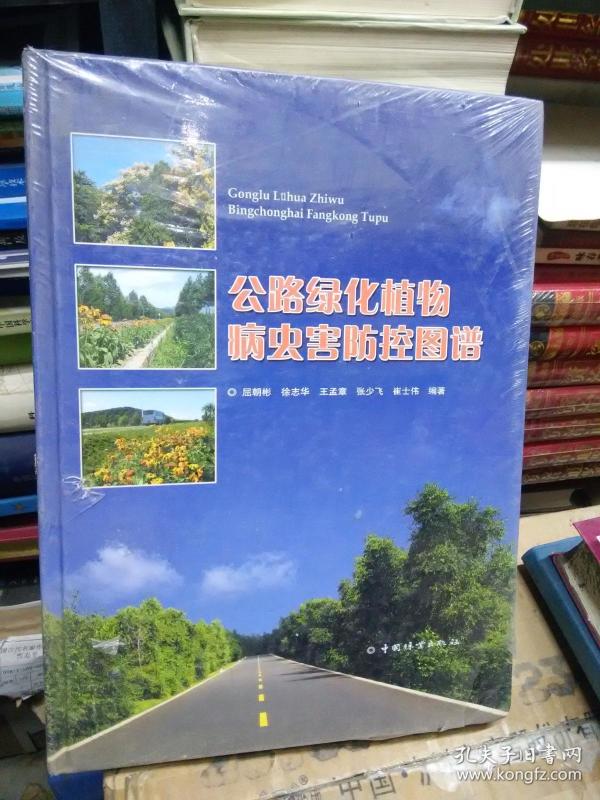 Gonglu Lühua Zhiwu
Bingchonghai Fangkong Tupu
公路绿化植物
病虫害防控图谱
屈朝彬 徐志华 王孟章 张少飞 崔士伟 编著
中国林业出版社
中国·
孔夫子旧书网
www.kongfz.com